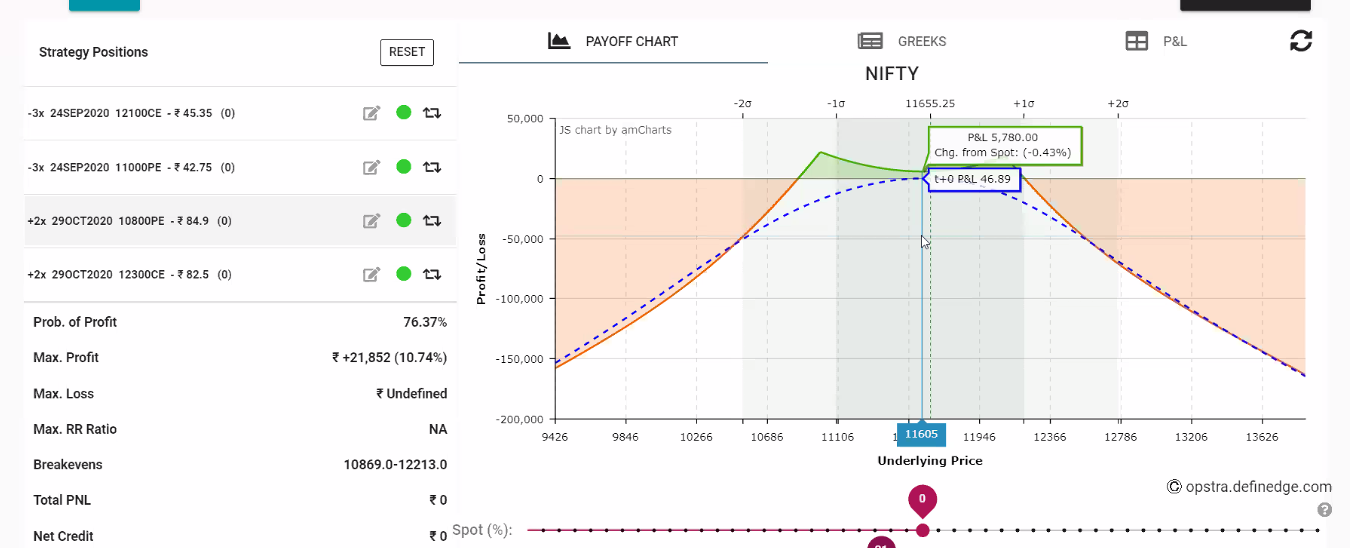 Strategy Positions
RESET
-3x 24SEP2020 12100CE - ₹ 45.35 (0)
-3x 24SEP2020 11000PE - ₹ 42.75 (0)
+2x 29OCT2020 10800PE - ₹ 84.9 (0)
+2x 29OCT2020 12300CE - ₹ 82.5 (0)
Prob. of Profit 76.37%
Max. Profit ₹ +21,852 (10.74%)
Max. Loss ₹ Undefined
Max. RR Ratio NA
Breakevens 10869.0-12213.0
Total PNL ₹ 0
Net Credit ₹ 0
PAYOFF CHART
GREEKS
P&L
NIFTY
-2σ -1σ 11655.25 +1σ +2σ
JS chart by amCharts
P&L 5,780.00
Chg. from Spot: (-0.43%)
t+0 P&L 46.89
50,000
0
-50,000
-100,000
-150,000
-200,000
Profit/Loss
9426 9846 10266 10686 11106 11605 11946 12366 12786 13206 13626
Underlying Price
© opstra.definedge.com
?
0
Spot (%):